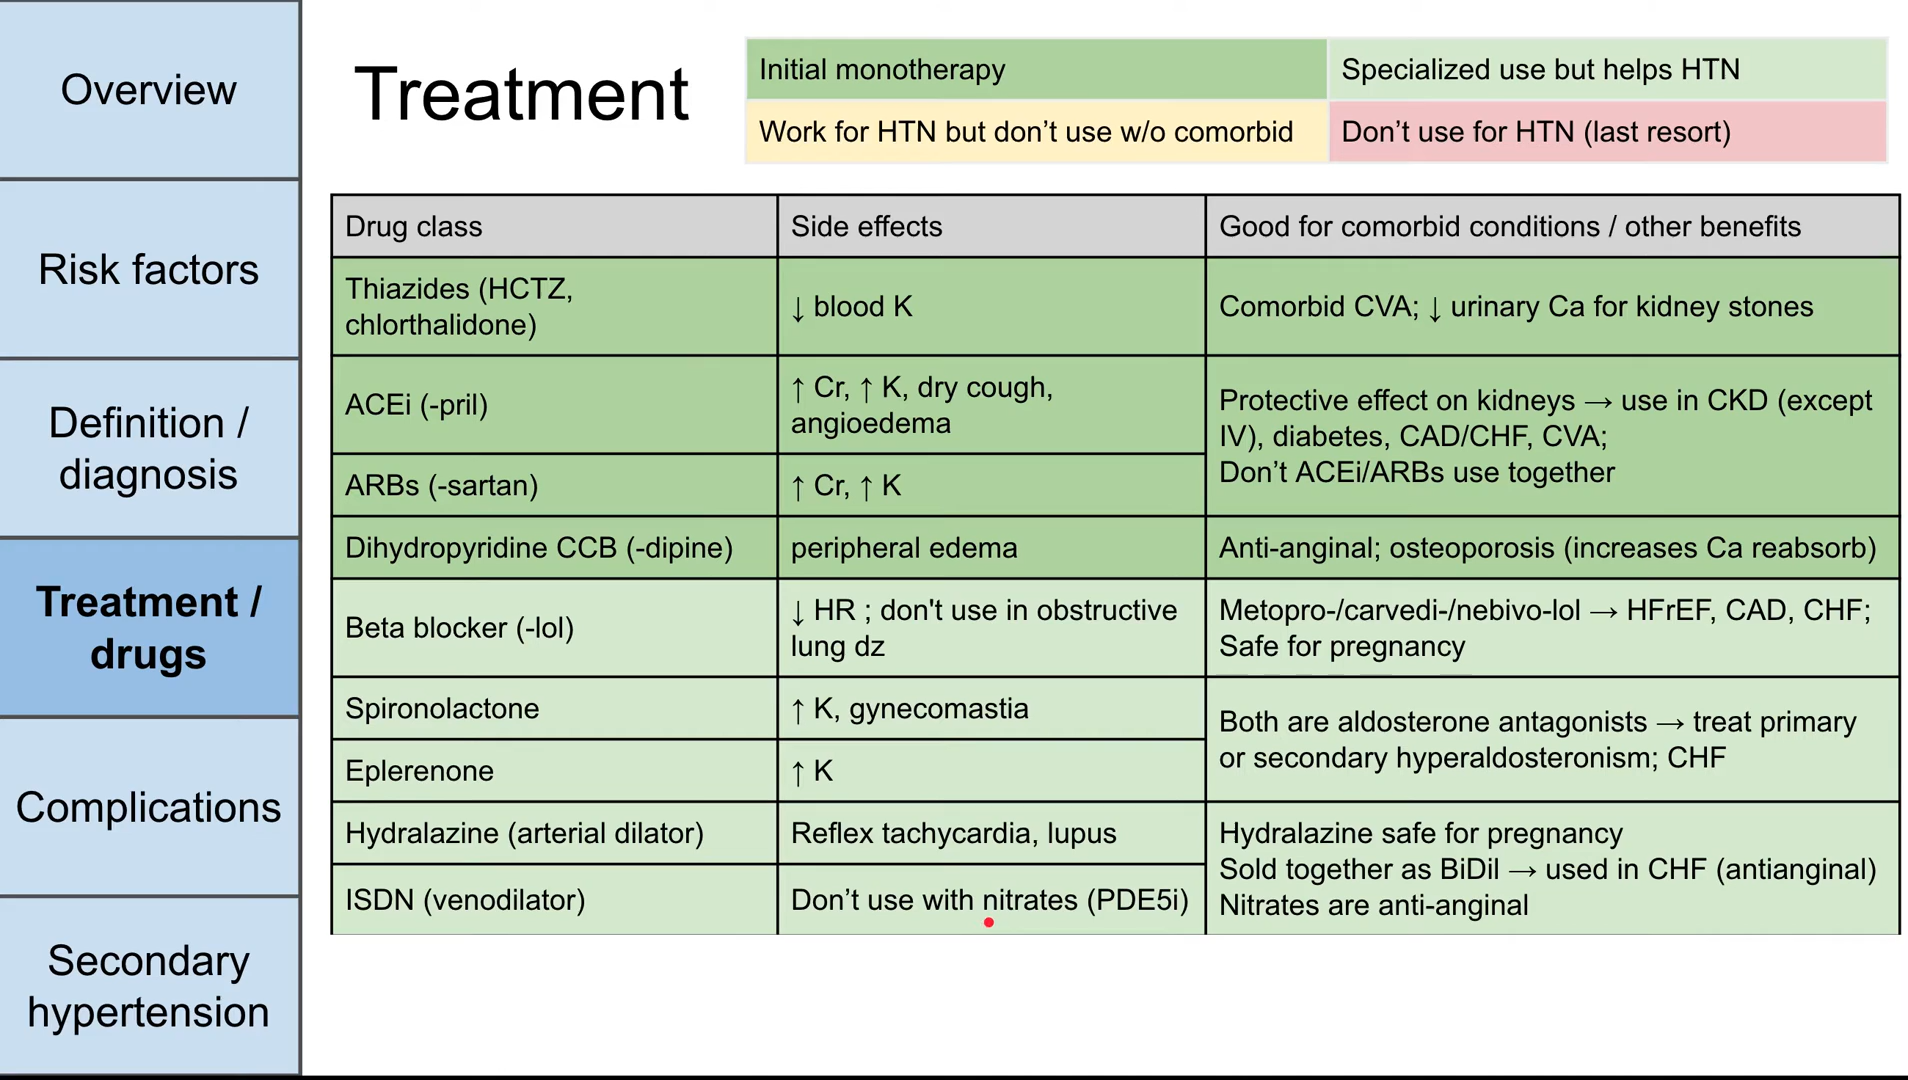 Overview
Risk factors
Definition /
diagnosis
Treatment /
drugs
Complications
Secondary
hypertension
Treatment
Initial monotherapy
Specialized use but helps HTN
Work for HTN but don’t use w/o comorbid
Don’t use for HTN (last resort)
Drug class
Side effects
Good for comorbid conditions / other benefits
Thiazides (HCTZ,
chlorthalidone)
↓ blood K
Comorbid CVA; ↓ urinary Ca for kidney stones
ACEi (-pril)
↑ Cr, ↑ K, dry cough,
angioedema
Protective effect on kidneys → use in CKD (except
IV), diabetes, CAD/CHF, CVA;
Don’t ACEi/ARBs use together
ARBs (-sartan)
↑ Cr, ↑ K
Dihydropyridine CCB (-dipine)
peripheral edema
Anti-anginal; osteoporosis (increases Ca reabsorb)
Beta blocker (-lol)
↓ HR ; don't use in obstructive
lung dz
Metopro-/carvedi-/nebivo-lol → HFrEF, CAD, CHF;
Safe for pregnancy
Spironolactone
↑ K, gynecomastia
Both are aldosterone antagonists → treat primary
or secondary hyperaldosteronism; CHF
Eplerenone
↑ K
Hydralazine (arterial dilator)
Reflex tachycardia, lupus
Hydralazine safe for pregnancy
Sold together as BiDil → used in CHF (antianginal)
Nitrates are anti-anginal
ISDN (venodilator)
Don’t use with nitrates (PDE5i)